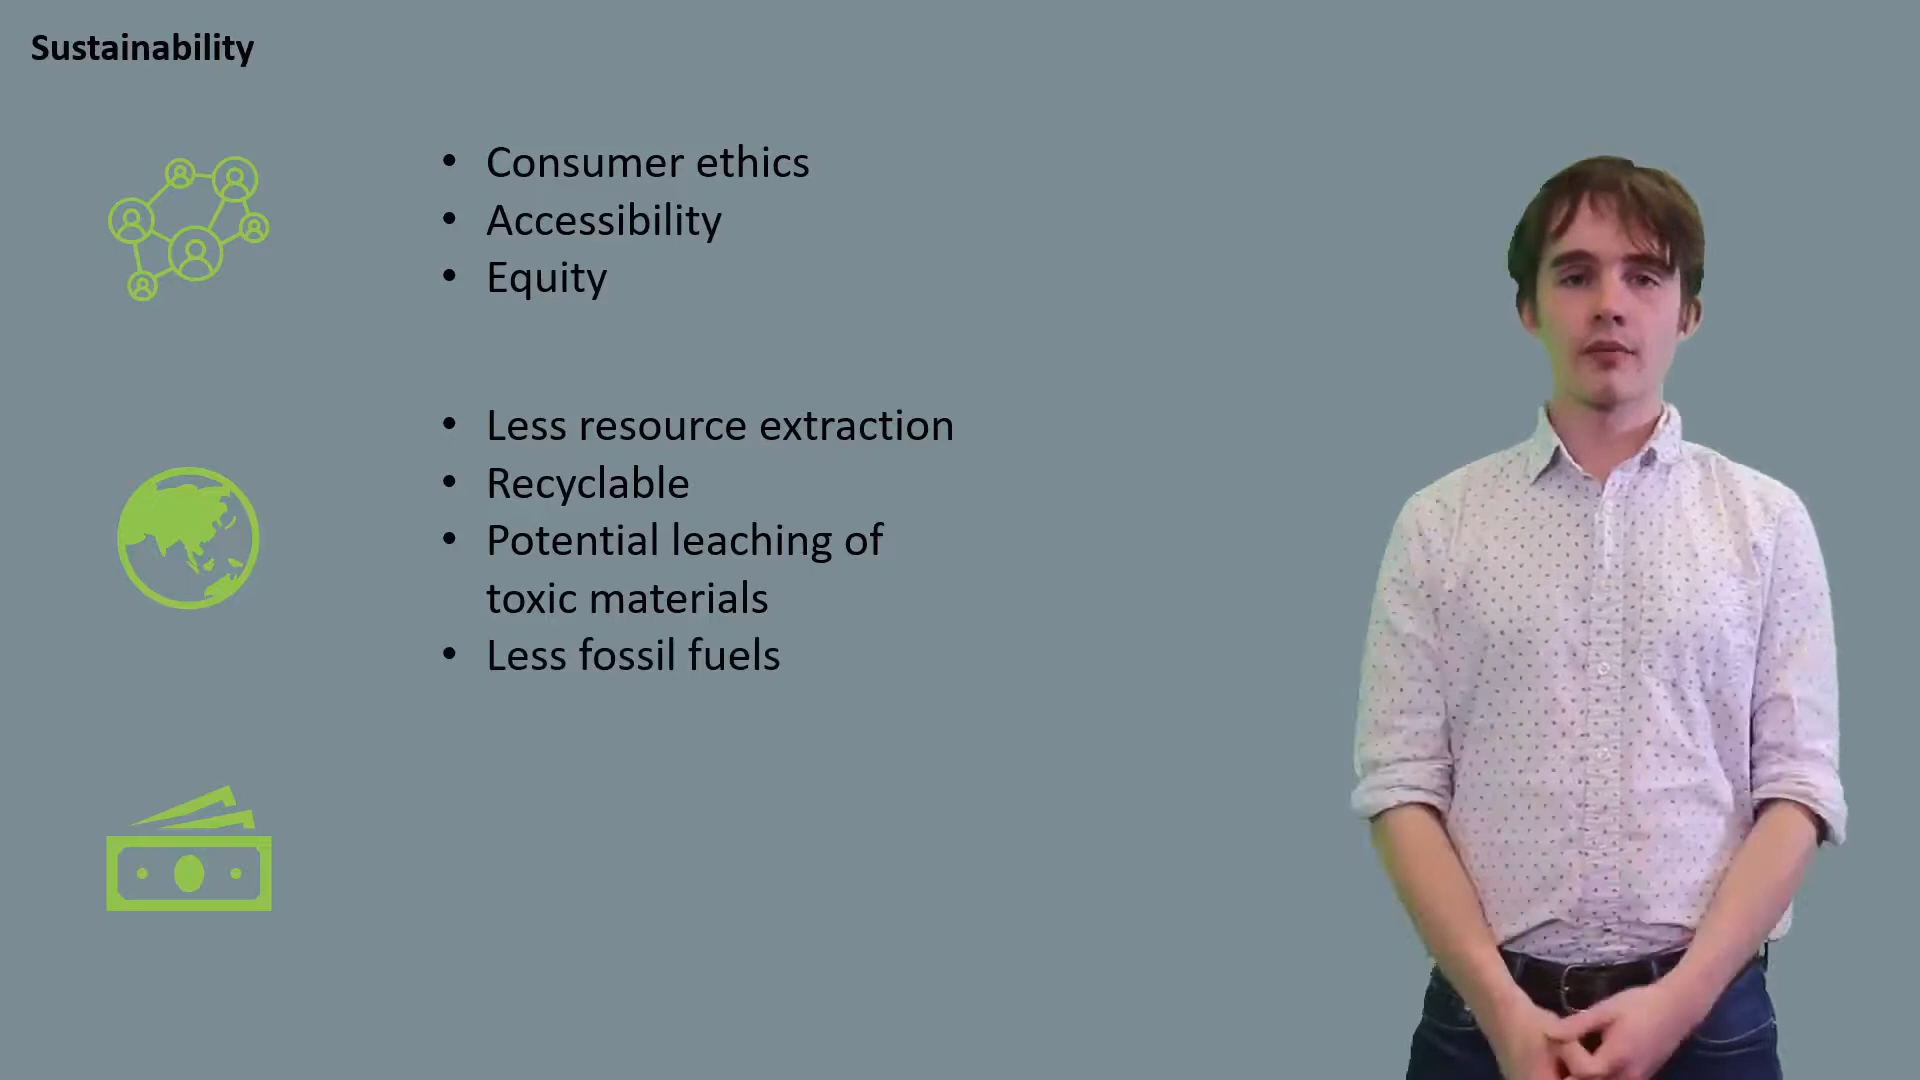 Sustainability
• Consumer ethics
• Accessibility
• Equity
• Less resource extraction
• Recyclable
• Potential leaching of
toxic materials
• Less fossil fuels